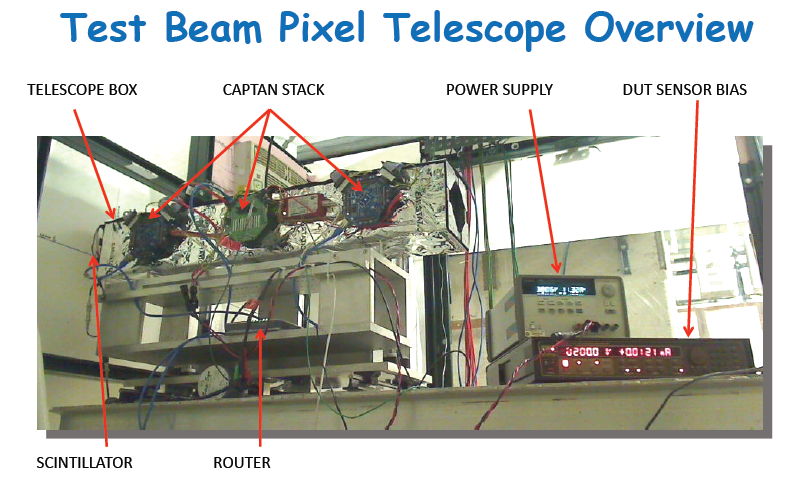 Test Beam Pixel Telescope Overview
TELESCOPE BOX
CAPTAN STACK
POWER SUPPLY
DUT SENSOR BIAS
SCINTILLATOR
ROUTER